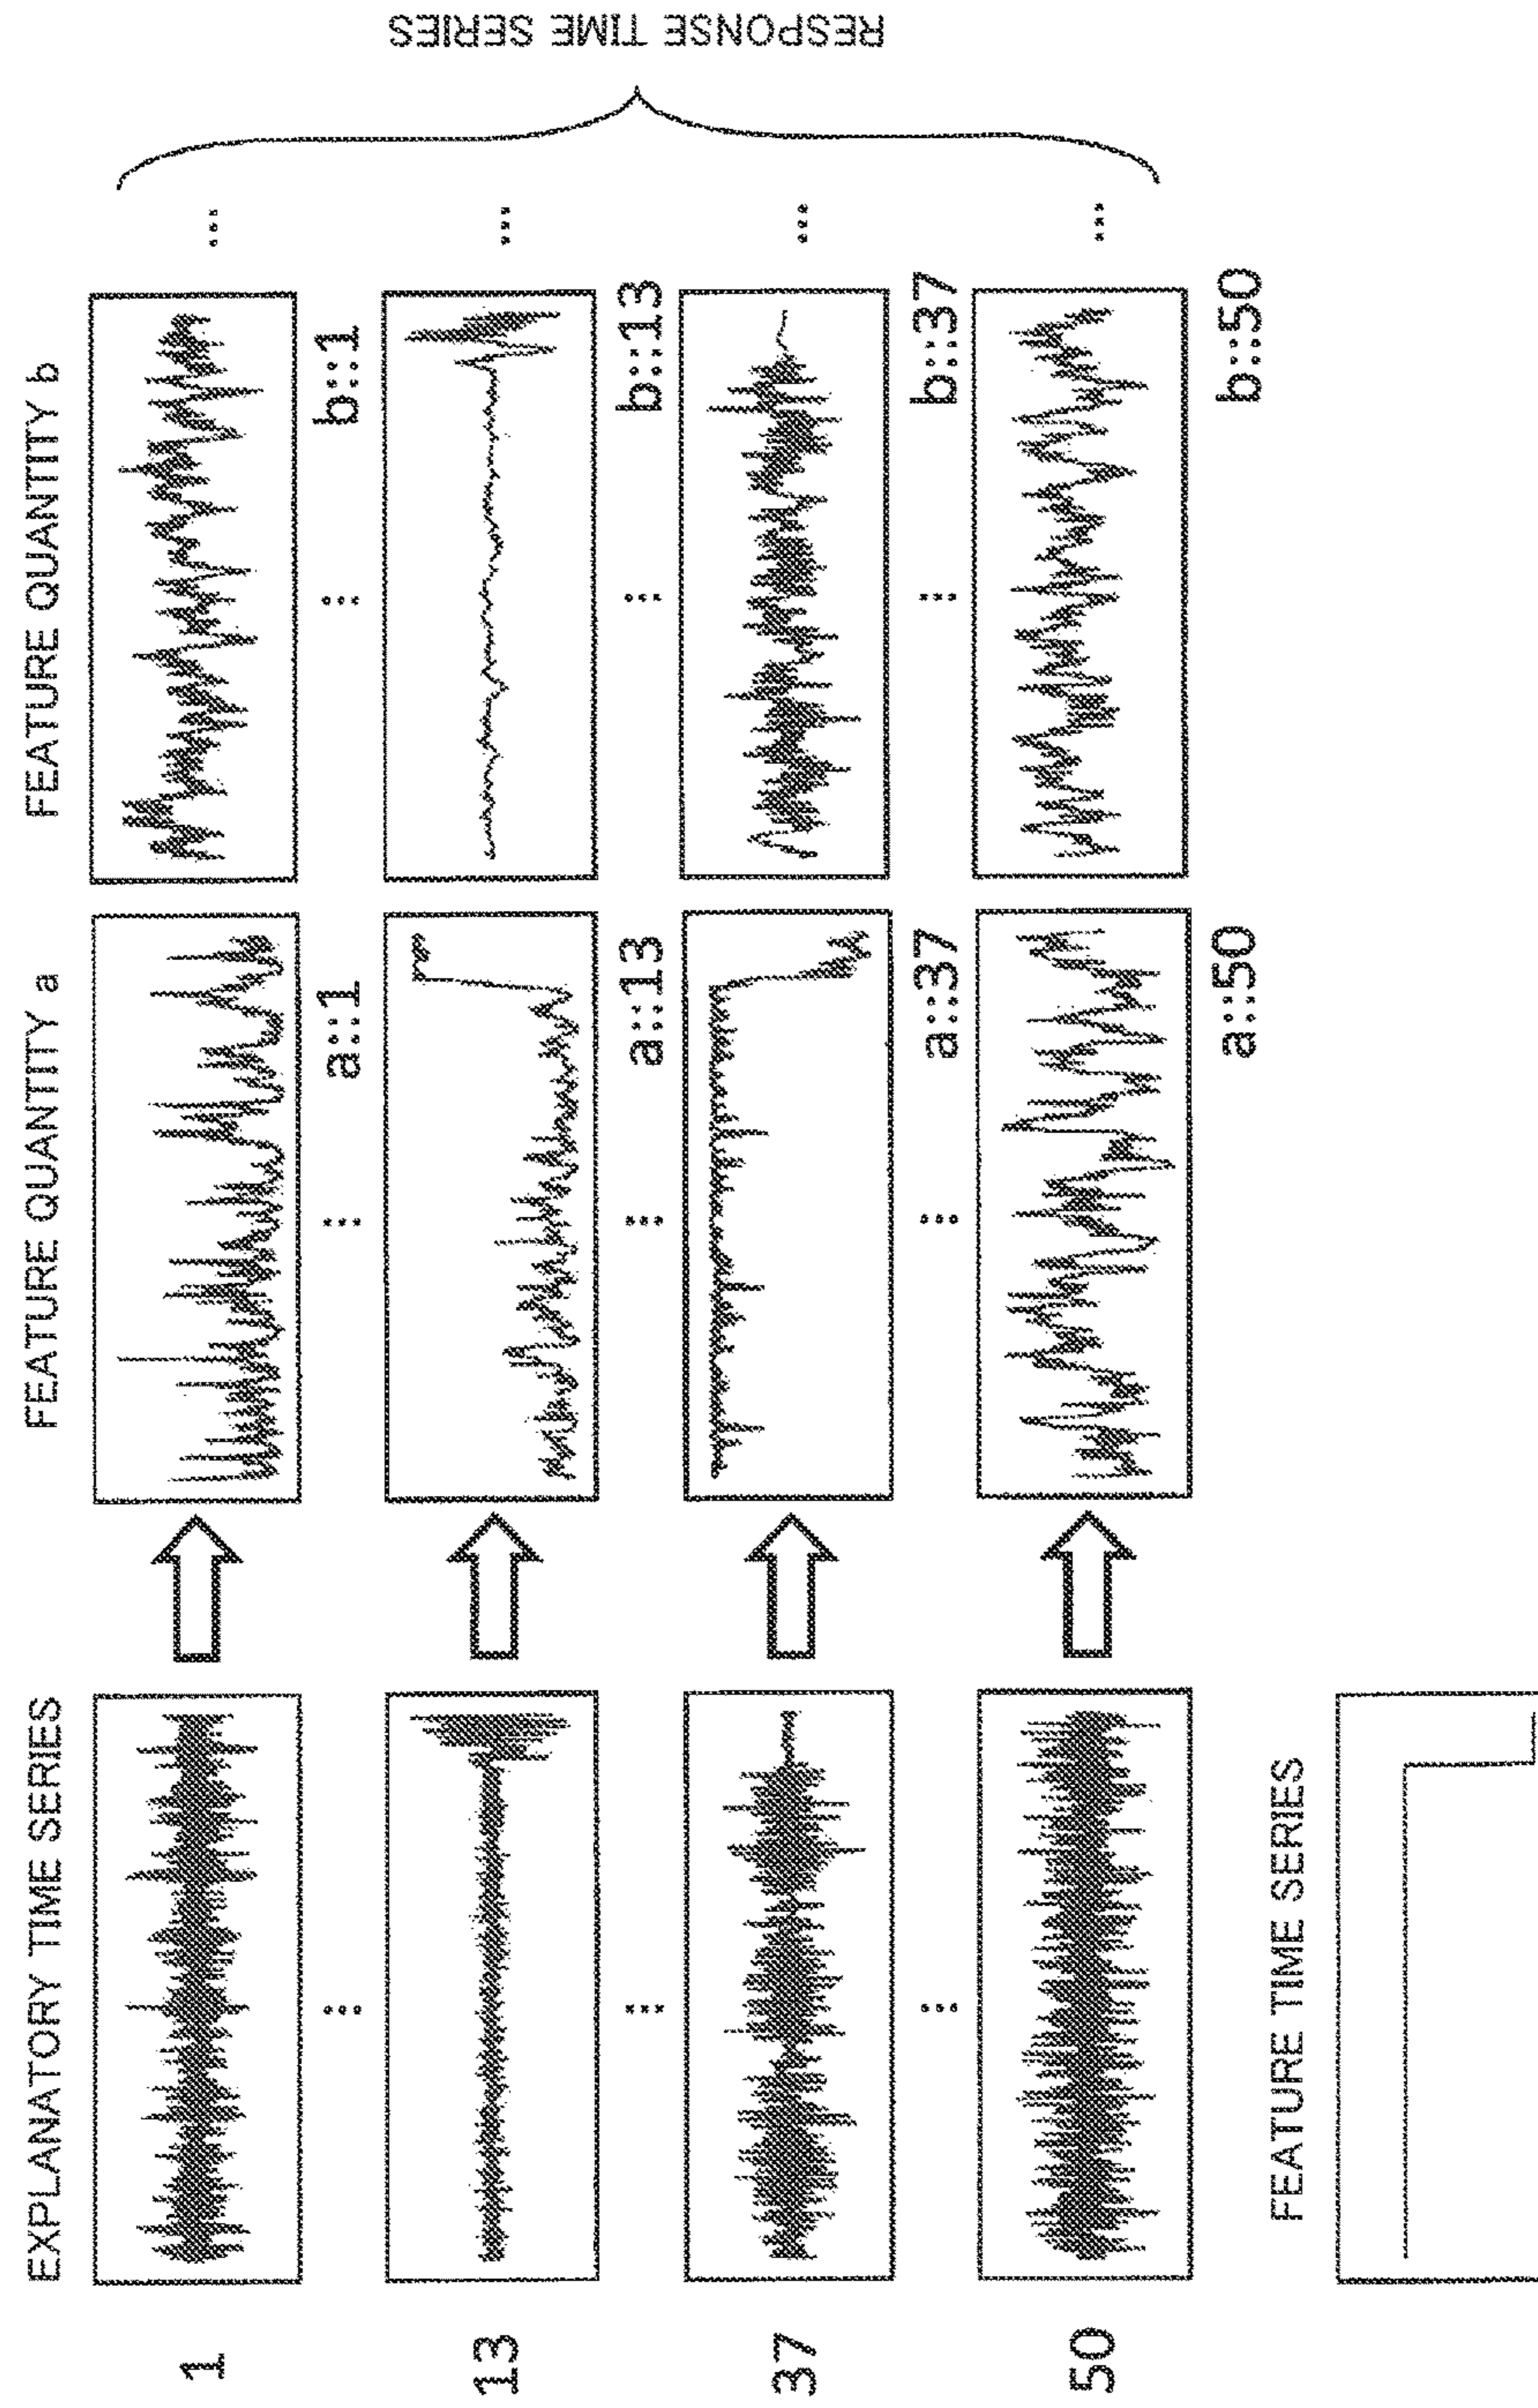 EXPLANATORY TIME SERIES
FEATURE QUANTITY a
FEATURE QUANTITY b
1
a::1
b::1
...
...
...
...
13
a::13
b::13
...
...
...
...
37
a::37
b::37
...
...
...
...
50
a::50
b::50
...
RESPONSE TIME SERIES
FEATURE TIME SERIES